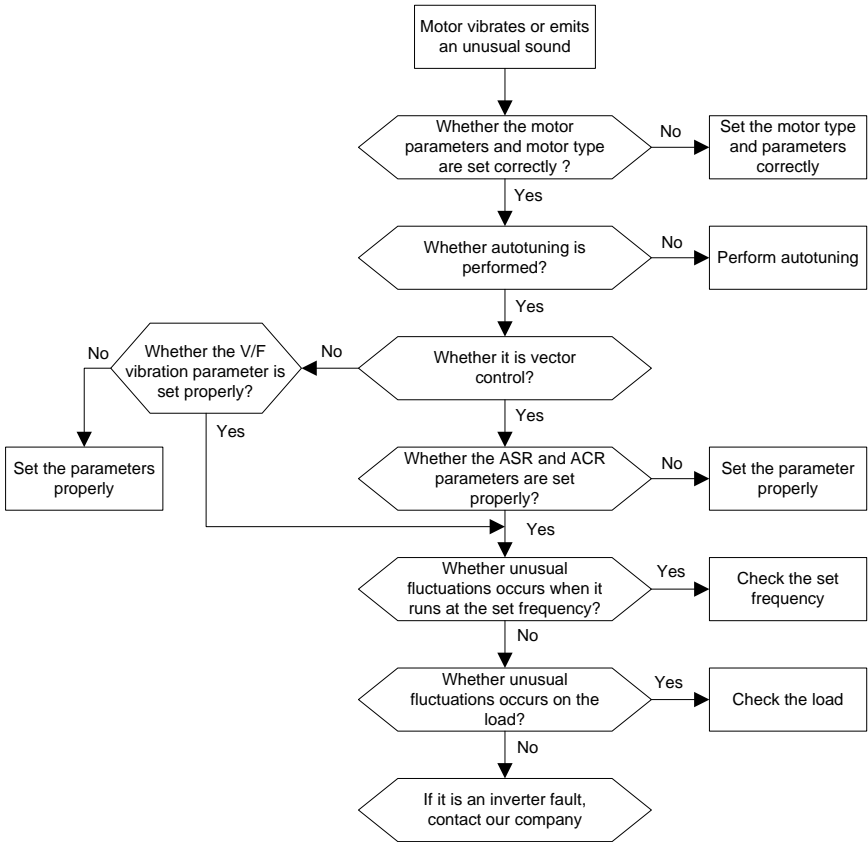 Motor vibrates or emits
an unusual sound
Whether the motor
parameters and motor type
are set correctly ?
No
Set the motor type
and parameters
correctly
Yes
Whether autotuning is
performed?
No
Perform autotuning
Yes
Whether it is vector
control?
No
Whether the V/F
vibration parameter is
set properly?
No
Set the parameters
properly
Yes
Yes
Whether the ASR and ACR
parameters are set
properly?
No
Set the parameter
properly
Yes
Whether unusual
fluctuations occurs when it
runs at the set frequency?
Yes
Check the set
frequency
No
Whether unusual
fluctuations occurs on the
load?
Yes
Check the load
No
If it is an inverter fault,
contact our company